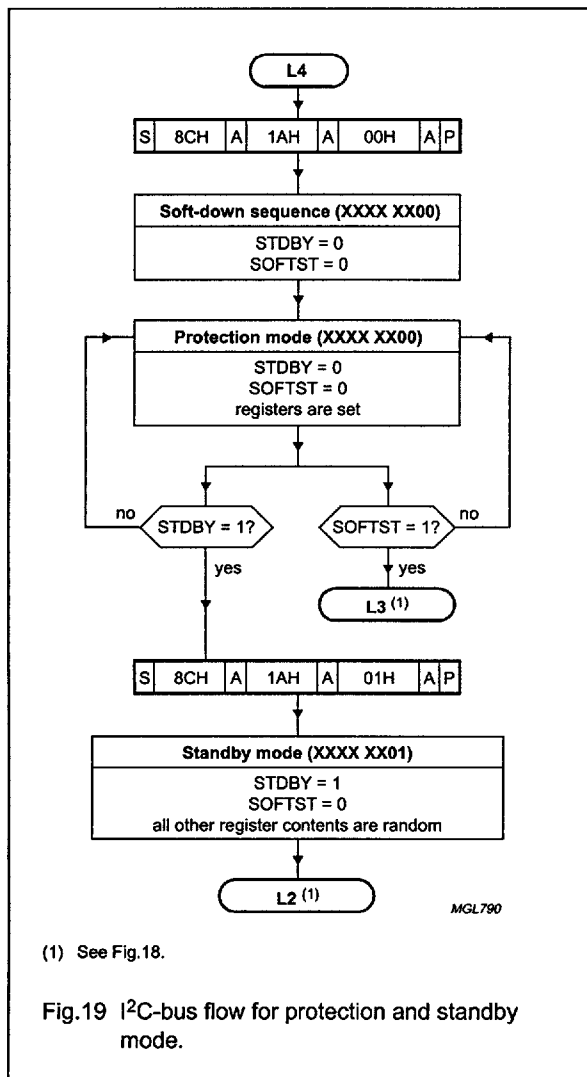 L4
S 8CH A 1AH A 00H A P
Soft-down sequence (XXXX XX00)
STDBY = 0
SOFTST = 0
Protection mode (XXXX XX00)
STDBY = 0
SOFTST = 0
registers are set
no STDBY = 1? SOFTST = 1? no
yes yes
L3 (1)
S 8CH A 1AH A 01H A P
Standby mode (XXXX XX01)
STDBY = 1
SOFTST = 0
all other register contents are random
L2 (1)
MGL790
(1) See Fig.18.
Fig.19 I²C-bus flow for protection and standby
mode.